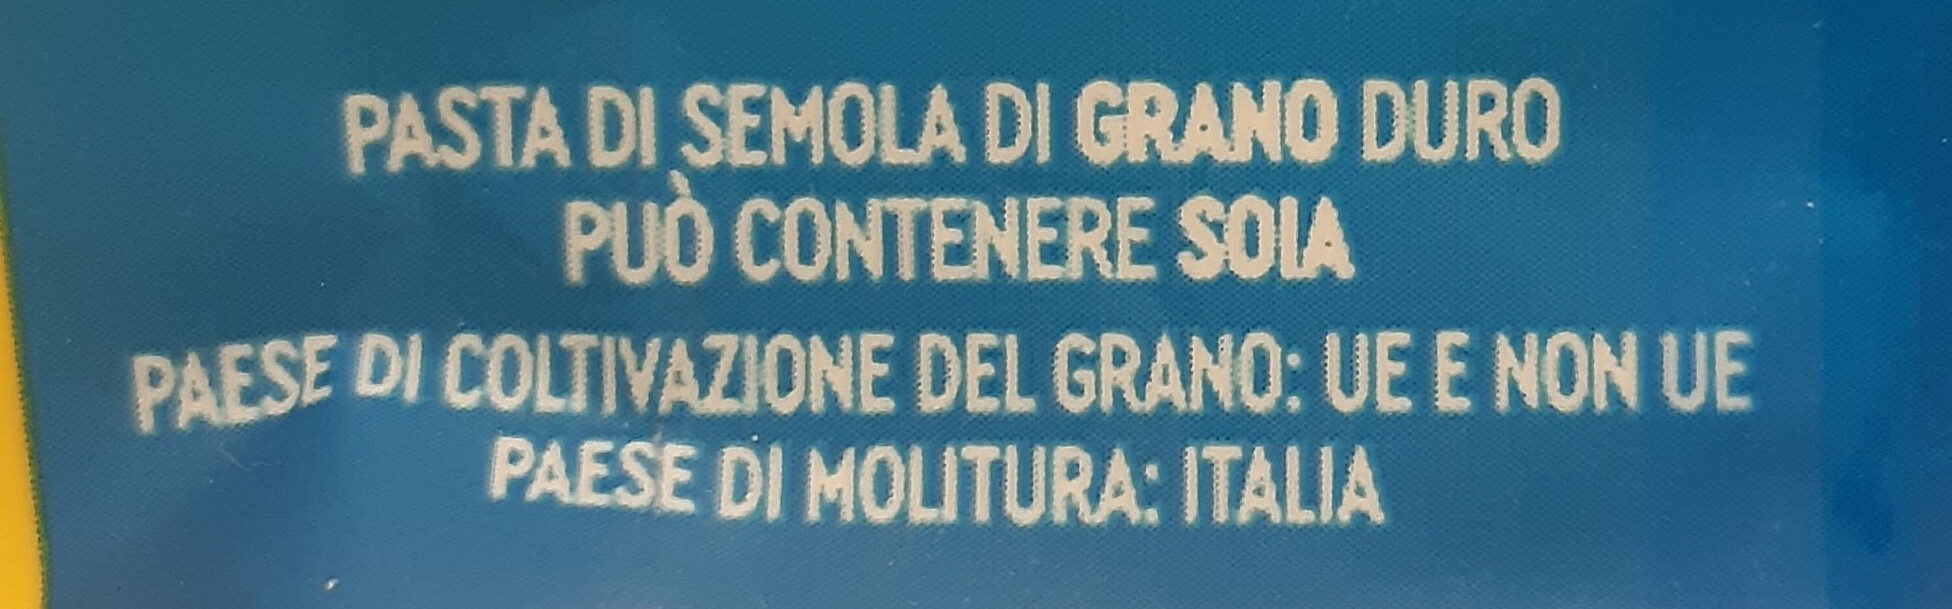 PASTA DI SEMOLA DI GRANO DURO
PUÒ CONTENERE SOIA
PAESE DI COLTIVAZIONE DEL GRANO: UE E NON UE
PAESE DI MOLITURA: ITALIA